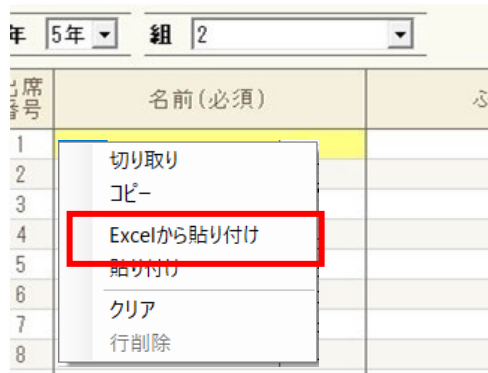 年 5年 組 2
出席
番号
名前(必須)
ふ
1
切り取り
2
コピー
3
4
Excelから貼り付け
5
貼り付け
6
クリア
7
行削除
8